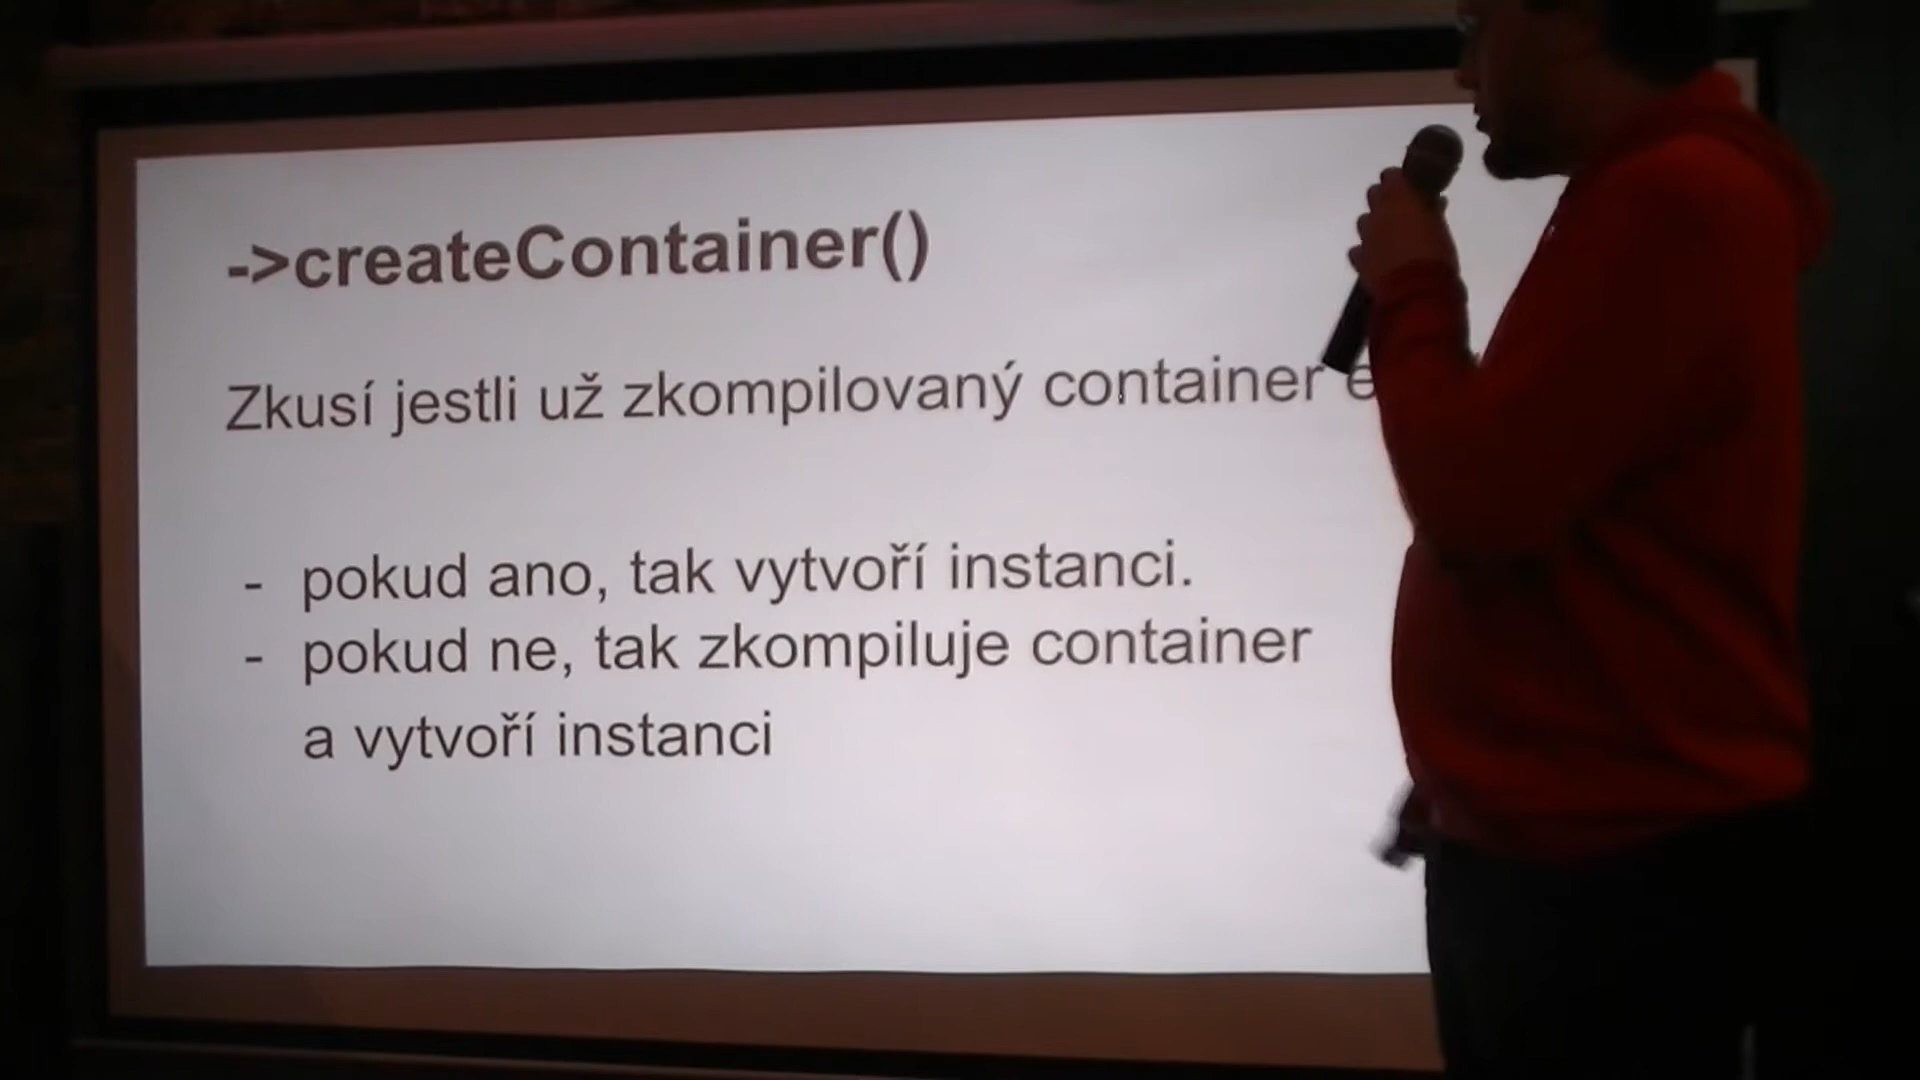 ->createContainer()
Zkusí jestli už zkompilovaný container
- pokud ano, tak vytvoří instanci.
- pokud ne, tak zkompiluje container
a vytvoří instanci